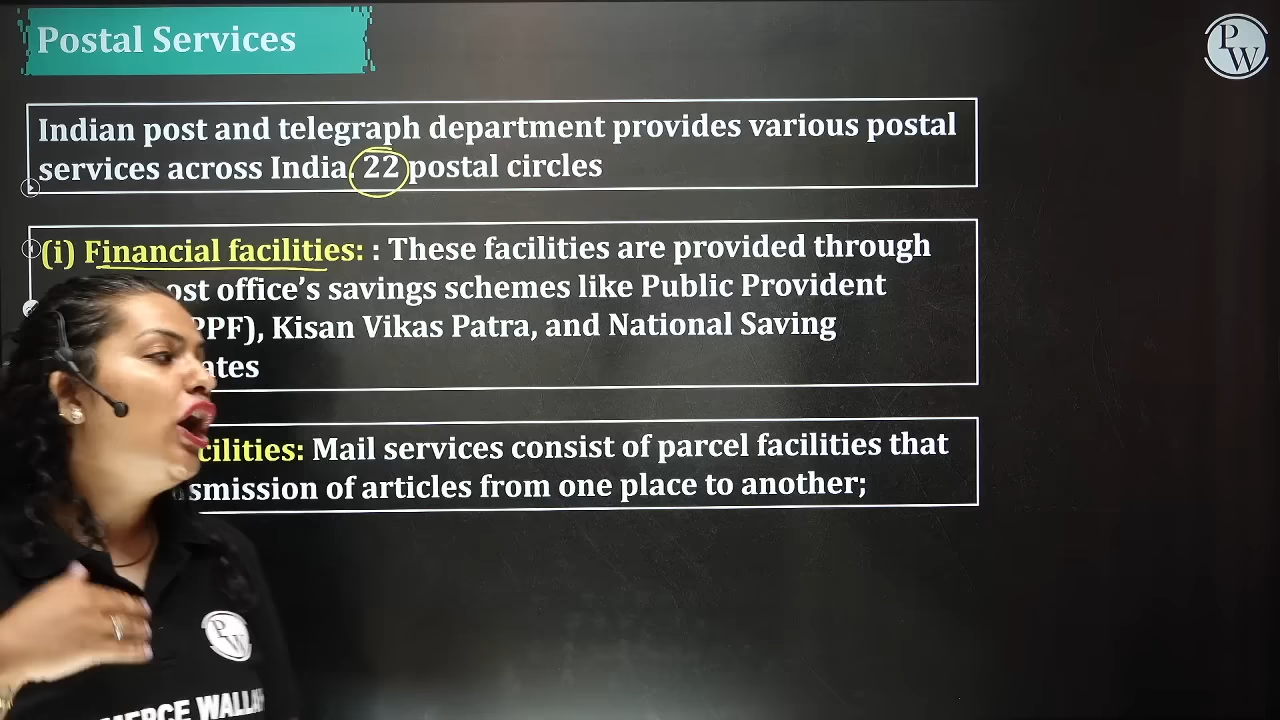 Postal Services
P
W
Indian post and telegraph department provides various postal
services across India. 22 postal circles
(i) Financial facilities: : These facilities are provided through
ost office's savings schemes like Public Provident
PPF), Kisan Vikas Patra, and National Saving
ates
cilities: Mail services consist of parcel facilities that
smission of articles from one place to another;
P
W
MERCE WALLAH